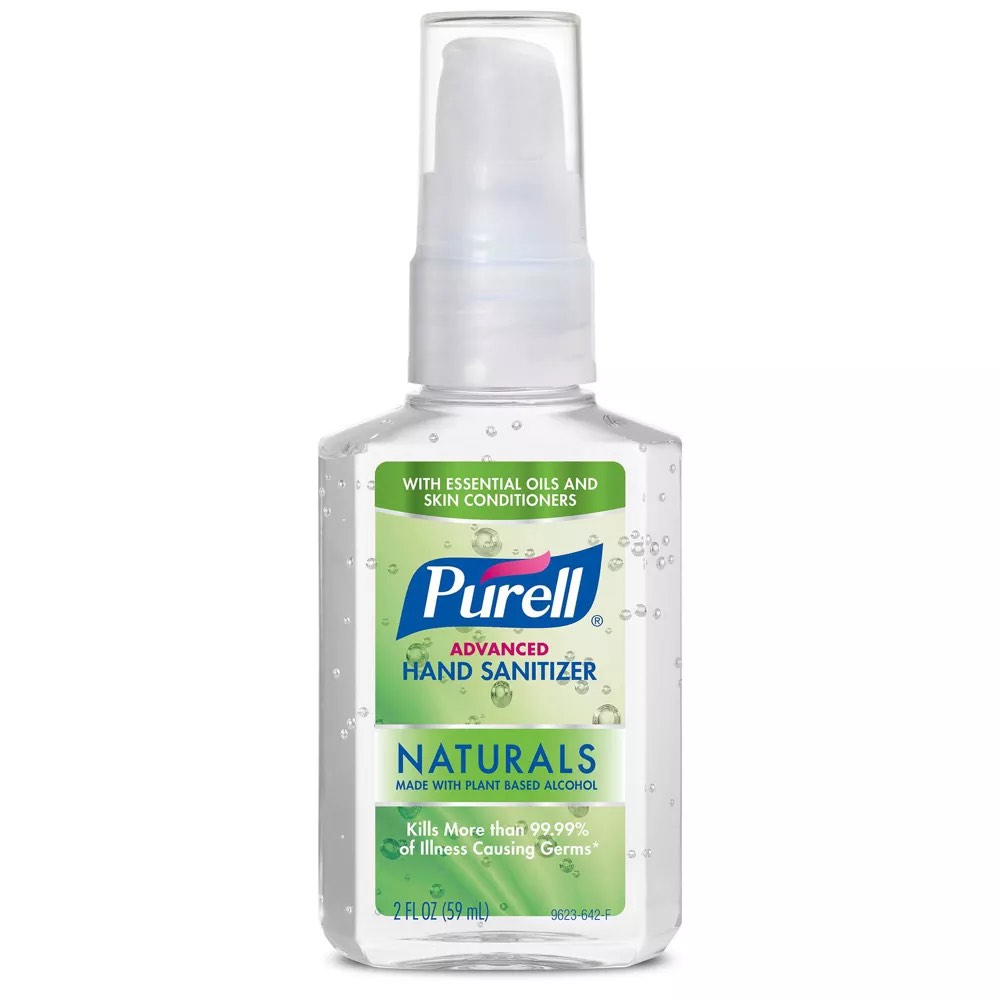 WITH ESSENTIAL OILS AND
SKIN CONDITIONERS
PURELL®
ADVANCED
HAND SANITIZER
NATURALS
MADE WITH PLANT BASED ALCOHOL
Kills More than 99.99%
of Illness Causing Germs*
2 FL OZ (59 mL) 9623-642-F